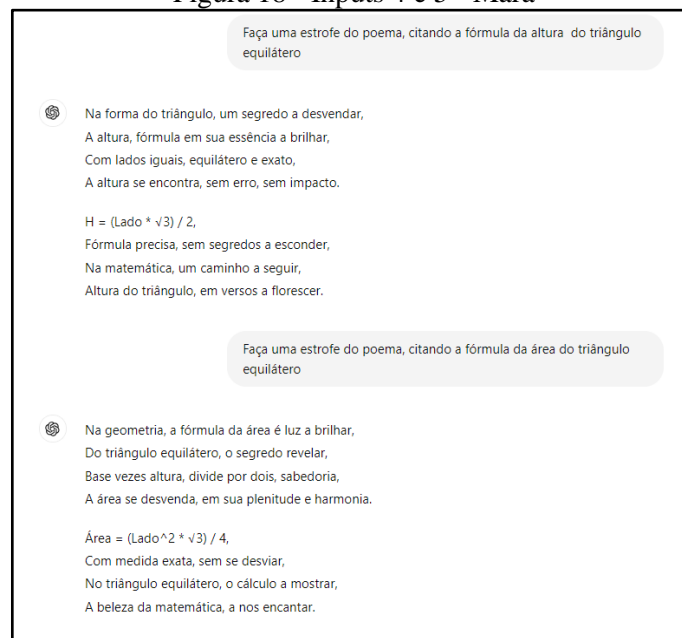 Faça uma estrofe do poema, citando a fórmula da altura do triângulo
equilátero
Na forma do triângulo, um segredo a desvendar,
A altura, fórmula em sua essência a brilhar,
Com lados iguais, equilátero e exato,
A altura se encontra, sem erro, sem impacto.
H = (Lado * √3) / 2,
Fórmula precisa, sem segredos a esconder,
Na matemática, um caminho a seguir,
Altura do triângulo, em versos a florescer.
Faça uma estrofe do poema, citando a fórmula da área do triângulo
equilátero
Na geometria, a fórmula da área é luz a brilhar,
Do triângulo equilátero, o segredo revelar,
Base vezes altura, divide por dois, sabedoria,
A área se desvenda, em sua plenitude e harmonia.
Área = (Lado^2 * √3) / 4,
Com medida exata, sem se desviar,
No triângulo equilátero, o cálculo a mostrar,
A beleza da matemática, a nos encantar.